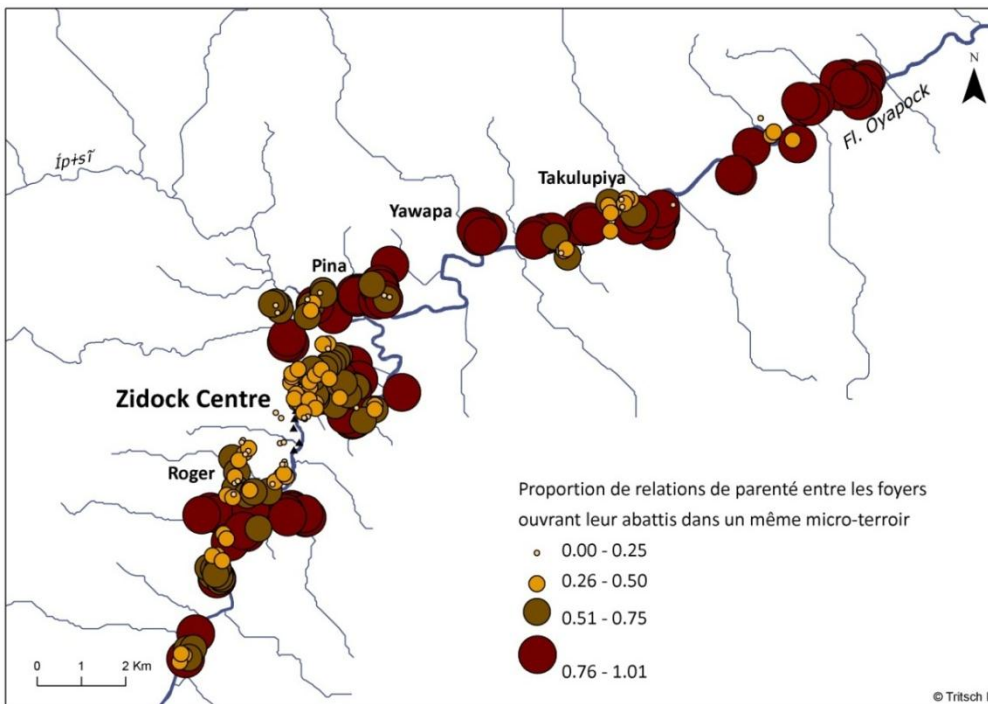 N
Fl. Oyapock
Takulupiya
Yawapa
Pina
Zidock Centre
Roger
Proportion de relations de parenté entre les foyers
ouvrant leur abattis dans un même micro-terroir
0.00 - 0.25
0.26 - 0.50
0.51 - 0.75
0.76 - 1.01
0 1 2 Km
© Tritsch